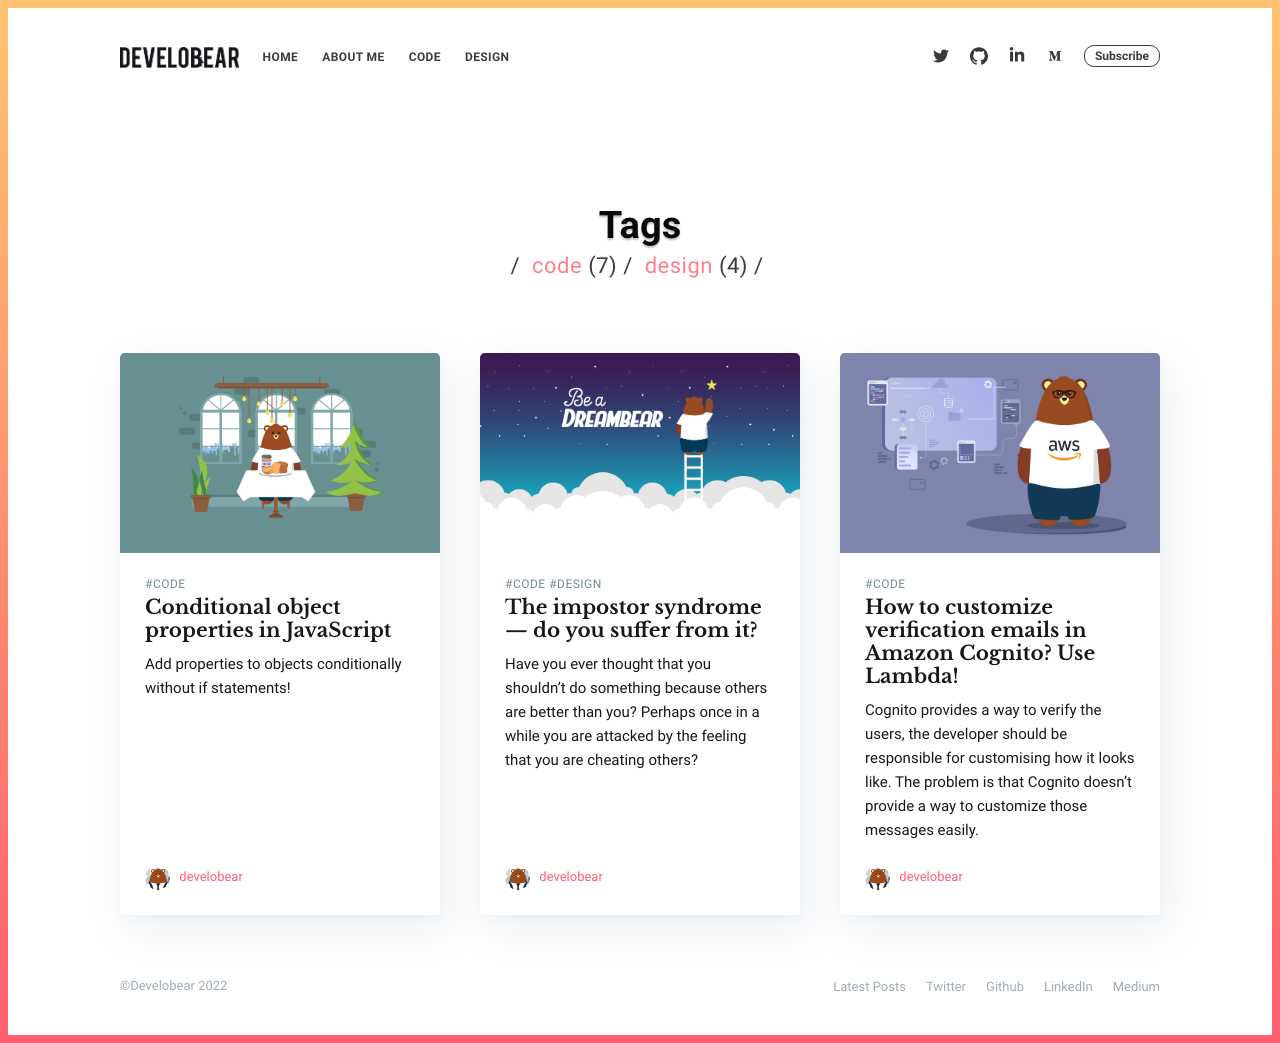 DEVELOBEAR HOME ABOUT ME CODE DESIGN M Subscribe
Tags
/ code (7) / design (4) /
Be a
DREAMBEAR
aws
#CODE
Conditional object
properties in JavaScript
Add properties to objects conditionally
without if statements!
develobear
#CODE #DESIGN
The impostor syndrome
— do you suffer from it?
Have you ever thought that you
shouldn’t do something because others
are better than you? Perhaps once in a
while you are attacked by the feeling
that you are cheating others?
develobear
#CODE
How to customize
verification emails in
Amazon Cognito? Use
Lambda!
Cognito provides a way to verify the
users, the developer should be
responsible for customising how it looks
like. The problem is that Cognito doesn’t
provide a way to customize those
messages easily.
develobear
©Develobear 2022 Latest Posts Twitter Github LinkedIn Medium